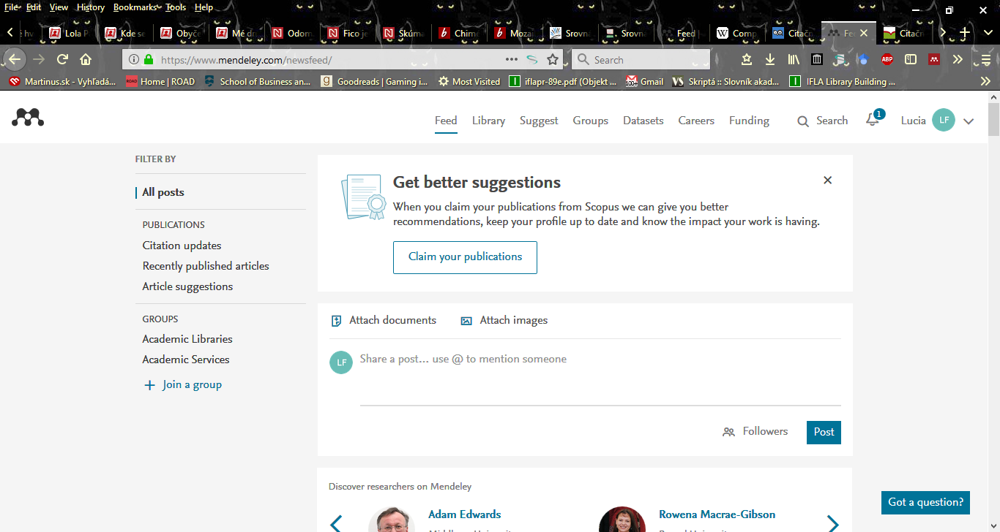 File Edit View History Bookmarks Tools Help
Lola Kde se Obyče Mé d Odom Fico je Škúm Chime Moza Srovn Srovna Feed Comp Citačn Fe Citačn
https://www.mendeley.com/newsfeed/ Search
Martinus.sk - Vyhľadá... Home | ROAD School of Business an... Goodreads | Gaming i... Most Visited iflapr-89e.pdf (Objekt ... Gmail Skriptá :: Slovník akad... IFLA Library Building ...
Feed Library Suggest Groups Datasets Careers Funding Search 1 Lucia LF
FILTER BY
All posts
PUBLICATIONS
Citation updates
Recently published articles
Article suggestions
GROUPS
Academic Libraries
Academic Services
+ Join a group
Get better suggestions
When you claim your publications from Scopus we can give you better
recommendations, keep your profile up to date and know the impact your work is having.
Claim your publications
Attach documents Attach images
LF Share a post... use @ to mention someone
Followers Post
Discover researchers on Mendeley
Adam Edwards Rowena Macrae-Gibson
Got a question?